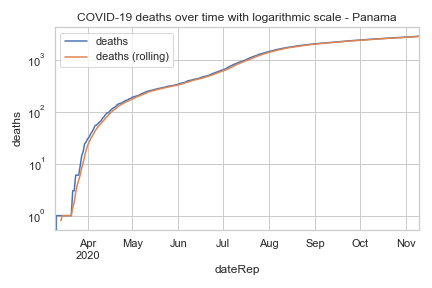 COVID-19 deaths over time with logarithmic scale - Panama
deaths
deaths (rolling)
10³
10²
10¹
10⁰
deaths
Apr
2020
May
Jun
Jul
Aug
Sep
Oct
Nov
dateRep